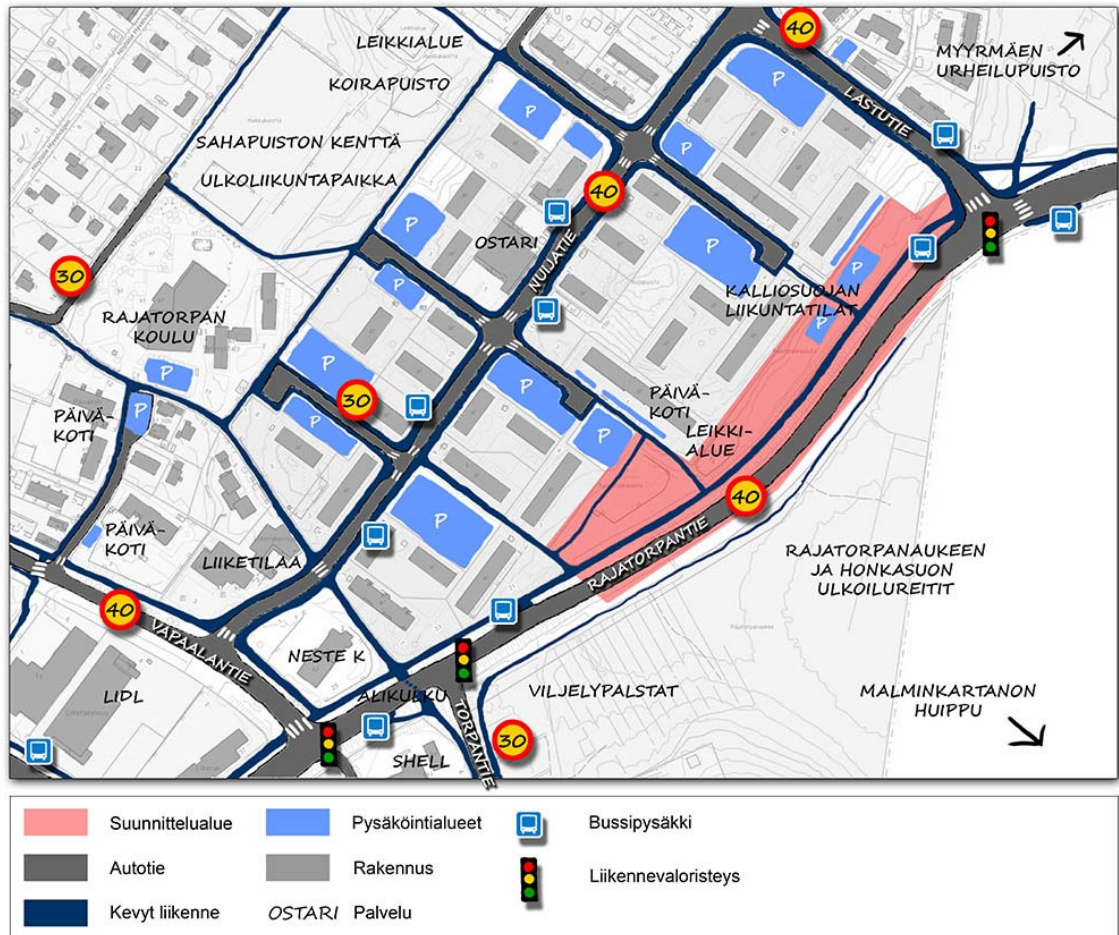 40
LEIKKIALUE
MYYRMÄEN
URHEILUPUISTO
KOIRAPUISTO
LASTUTIE
SAHAPUISTON KENTTÄ
ULKOLIIKUNTAPAIKKA
P
P
P
40
P
OSTARI
NUIJATIE
P
P
30
RAJATORPAN
KOULU
KALLIOSUOJAN
LIIKUNTATILAT
P
P
P
P
P
30
P
PÄIVÄ-
KOTI
P
P
PÄIVÄ-
KOTI
LEIKKI-
ALUE
P
40
P
PÄIVÄ-
KOTI
LIIKETILAA
RAJATORPANTIE
RAJATORPANAUKEEN
JA HONKASUON
ULKOILUREITIT
40
VAPAALANTIE
NESTE K
LIDL
ALIKULKU
VILJELYPALSTAT
MALMINKARTANON
HUIPPU
TORPANTIE
30
SHELL
Suunnittelualue
Pysäköintialueet
Bussipysäkki
Autotie
Rakennus
Liikennevaloristeys
Kevyt liikenne
OSTARI Palvelu